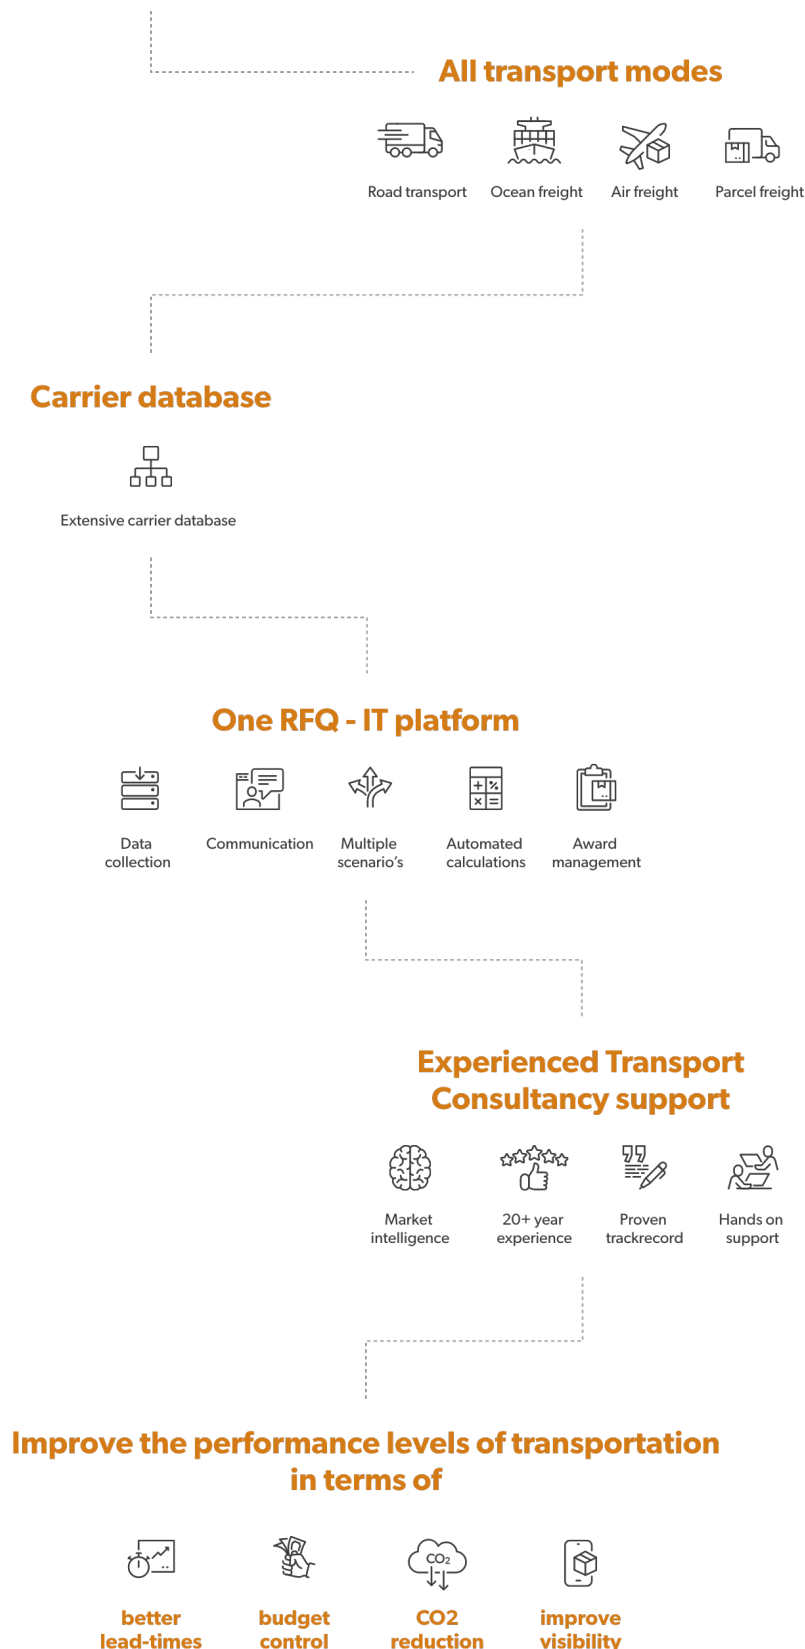 All transport modes
Road transport
Ocean freight
Air freight
Parcel freight
Carrier database
Extensive carrier database
One RFQ - IT platform
Data
collection
Communication
Multiple
scenario's
Automated
calculations
Award
management
Experienced Transport
Consultancy support
Market
intelligence
20+ year
experience
Proven
trackrecord
Hands on
support
Improve the performance levels of transportation
in terms of
CO2
better
lead-times
budget
control
CO2
reduction
improve
visibility